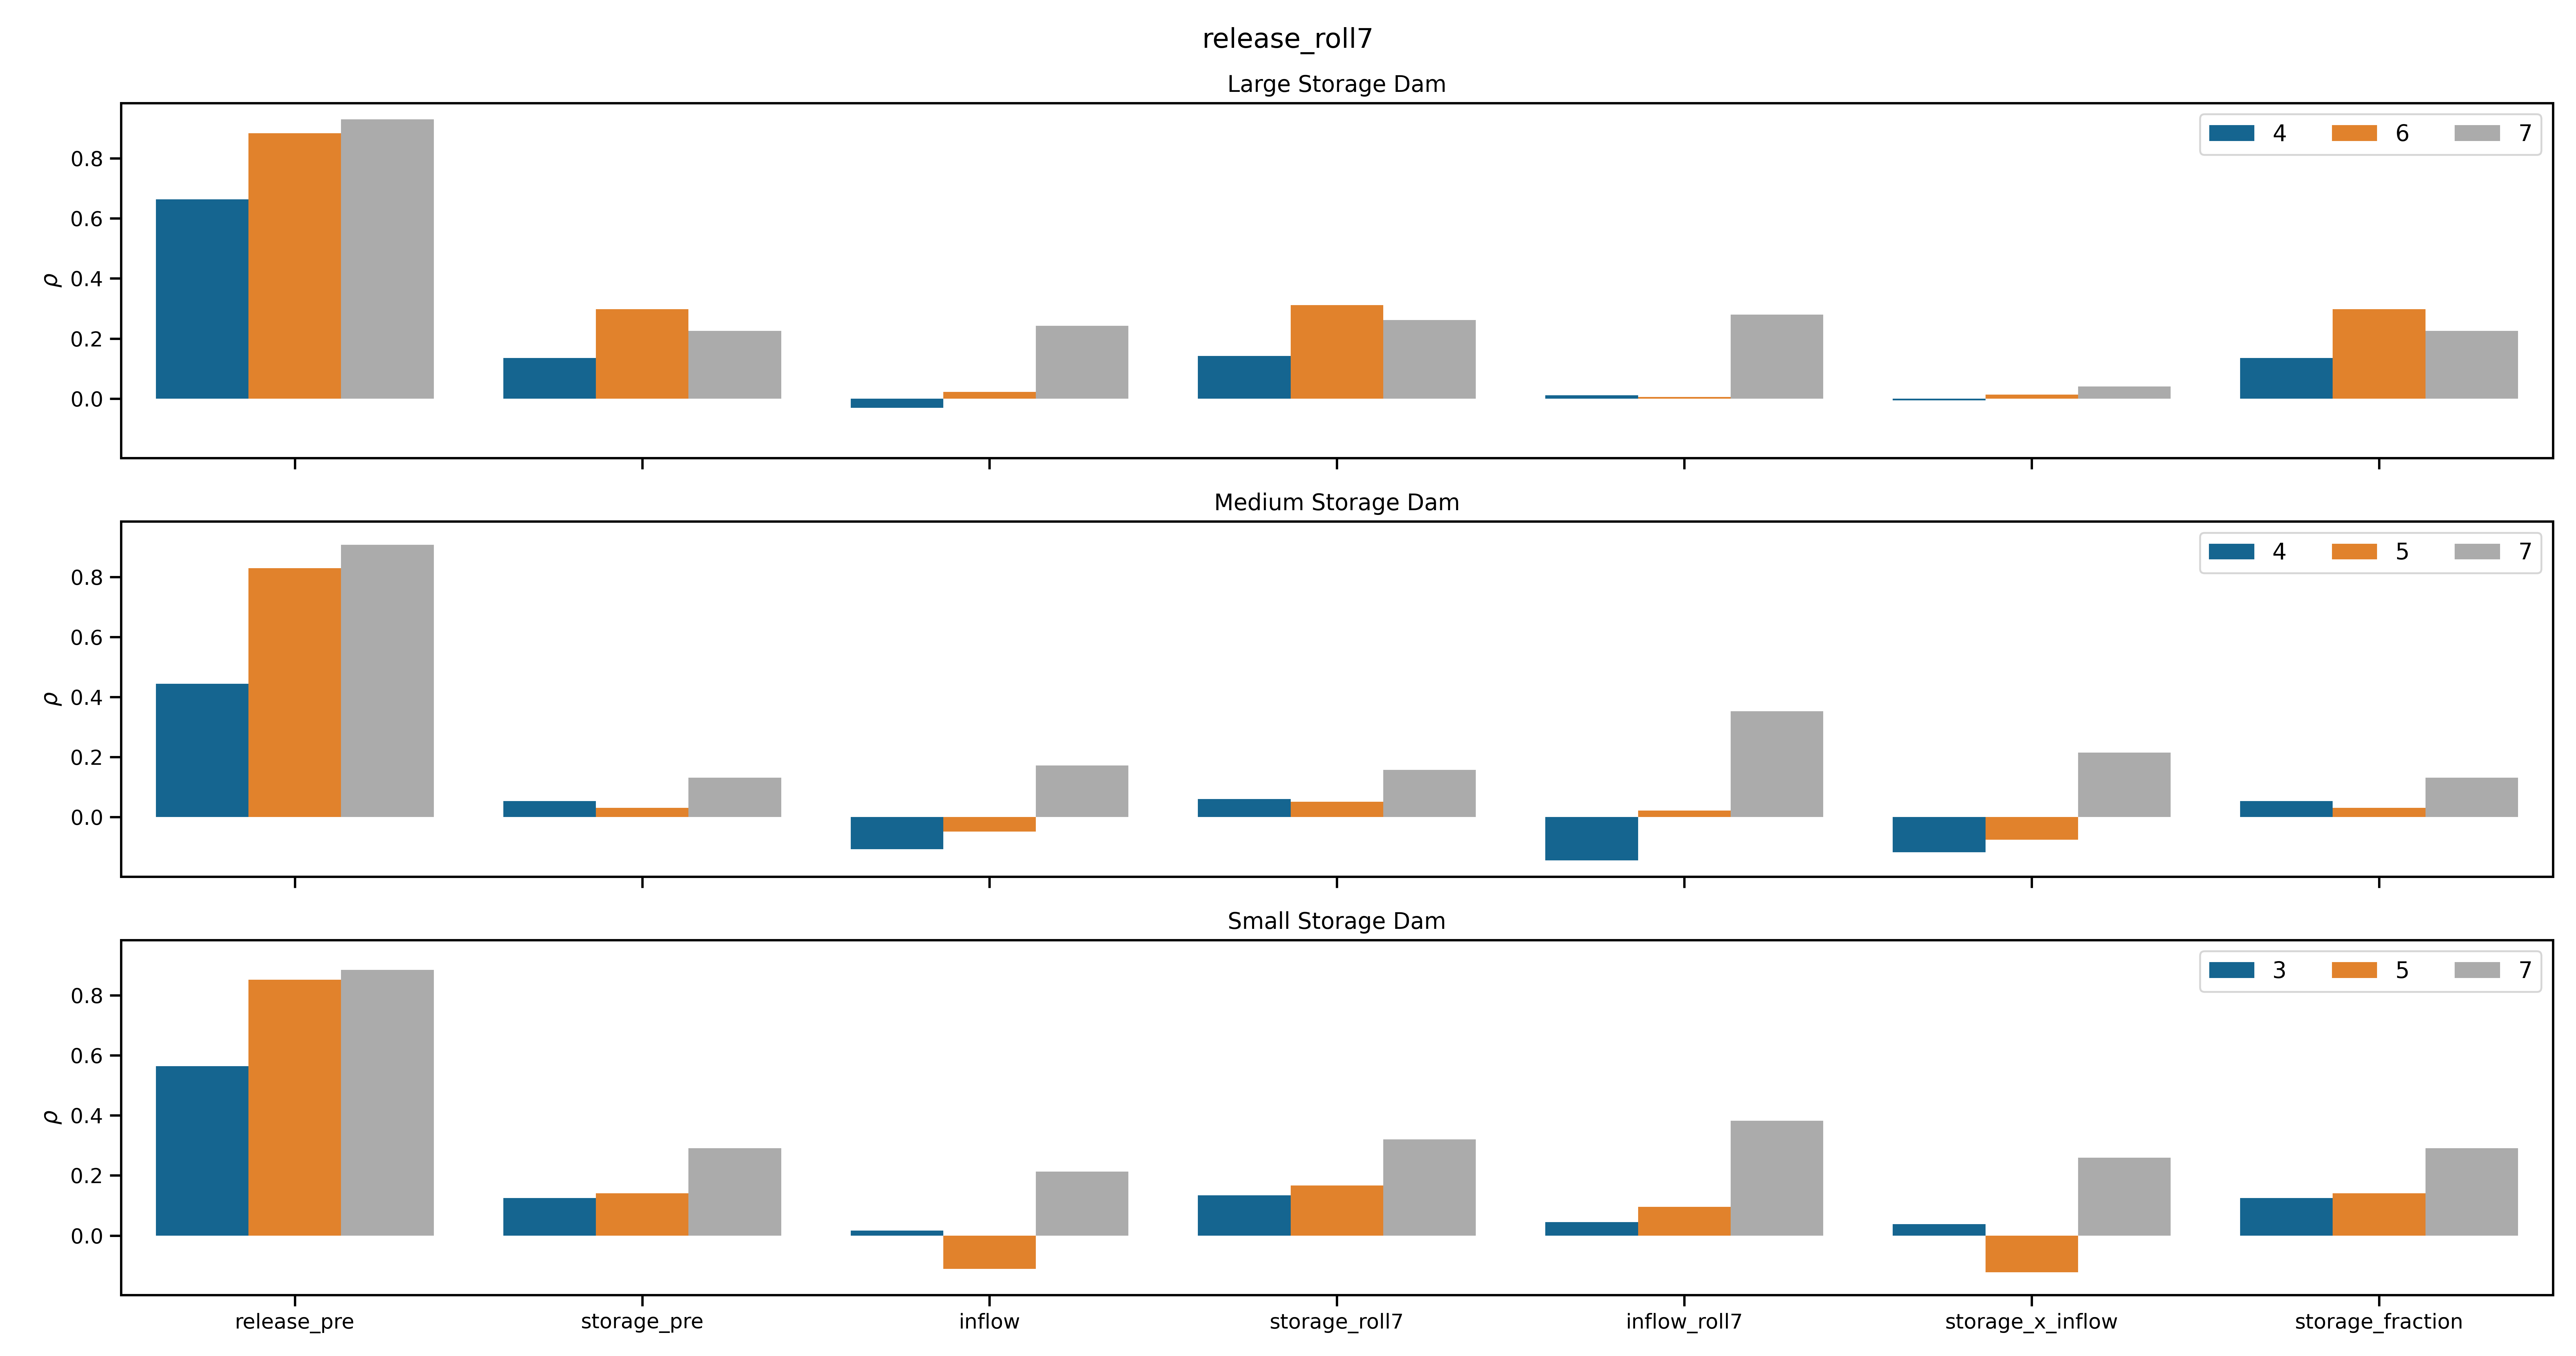 release_roll7
Large Storage Dam
4 6 7
0.8
0.6
0.4
0.2
0.0
ρ
Medium Storage Dam
4 5 7
0.8
0.6
0.4
0.2
0.0
ρ
Small Storage Dam
3 5 7
0.8
0.6
0.4
0.2
0.0
ρ
release_pre storage_pre inflow storage_roll7 inflow_roll7 storage_x_inflow storage_fraction